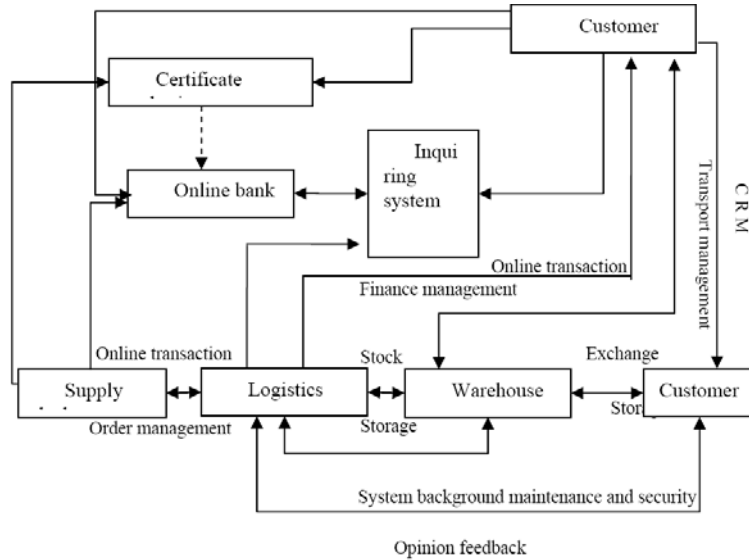 Customer
Certificate
Inqui
ring
system
Online bank
Transport management
C R M
Online transaction
Finance management
Online transaction
Stock
Exchange
Supply
Logistics
Warehouse
Customer
Order management
Storage
System background maintenance and security
Opinion feedback